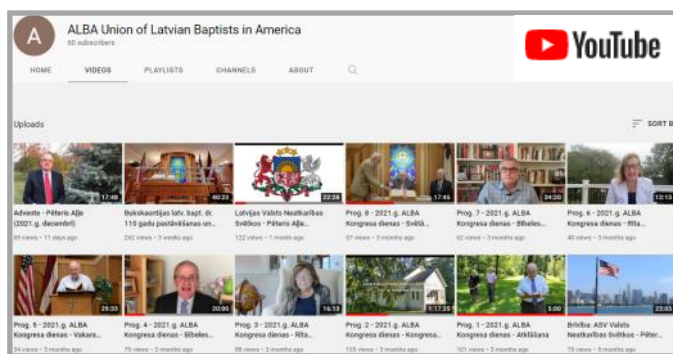 A
ALBA Union of Latvian Baptists in America
60 subscribers
YouTube
HOME VIDEOS PLAYLISTS CHANNELS ABOUT
Uploads
SORT B
17:48
40:23
22:28
17:45
34:20
13:13
Advente - Pēteris Aļļe
(2021.g. decembrī)
89 views • 11 days ago
Bukskauntijas latv. bapt. dr.
110 gadu pastāvēšanas un...
242 views • 3 weeks ago
Latvijas Valsts Neatkarības
Svētkos - Pēteris Aļļe...
122 views • 1 month ago
Prog. 8 - 2021.g. ALBA
Kongresa dienas - Svētā...
57 views • 3 months ago
Prog. 7 - 2021.g. ALBA
Kongresa dienas - Bībeles...
62 views • 3 months ago
Prog. 6 - 2021.g. ALBA
Kongresa dienas - Rīta...
40 views • 3 months ago
29:33
20:00
16:13
1:17:25
5:00
23:05
Prog. 5 - 2021.g. ALBA
Kongresa dienas - Vakara...
34 views • 3 months ago
Prog. 4 - 2021.g. ALBA
Kongresa dienas - Bībeles...
75 views • 3 months ago
Prog. 3 - 2021.g. ALBA
Kongresa dienas - Rīta...
88 views • 3 months ago
Prog. 2 - 2021.g. ALBA
Kongresa dienas - Kongresa...
155 views • 3 months ago
Prog. 1 - 2021.g. ALBA
Kongresa dienas - Atklāšana
101 views • 3 months ago
Brīvība: ASV Valsts
Neatkarības Svētkos - Pēter...
79 views • 5 months ago